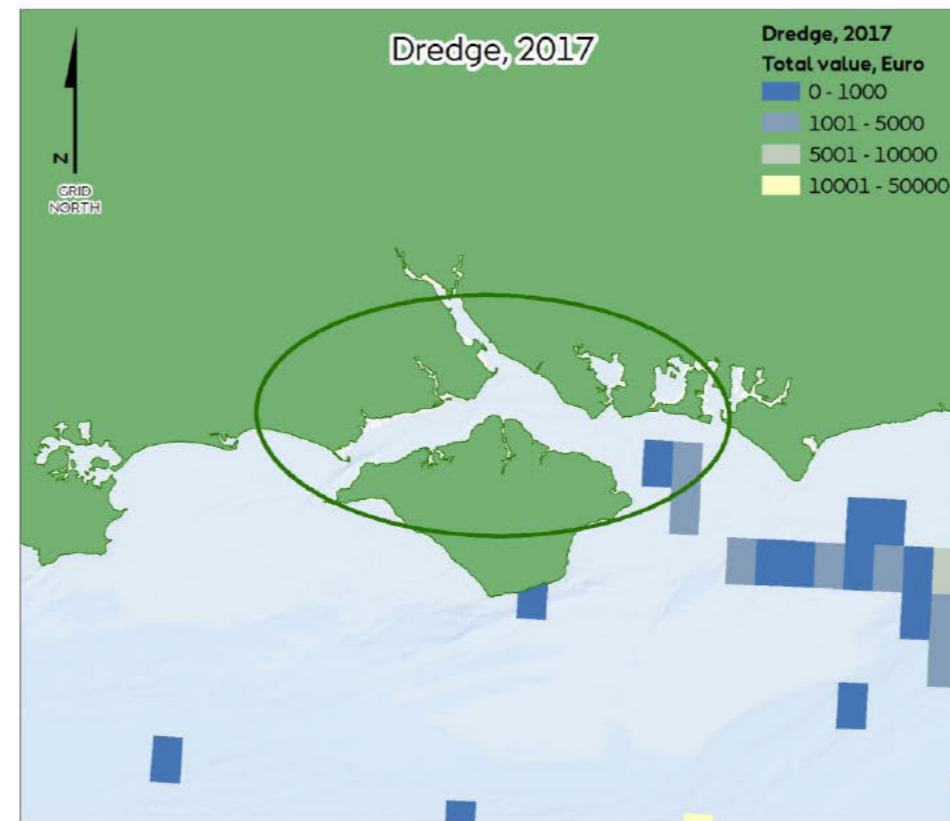 Dredge, 2017
N
GRID
NORTH
Dredge, 2017
Total value, Euro
0 - 1000
1001 - 5000
5001 - 10000
10001 - 50000